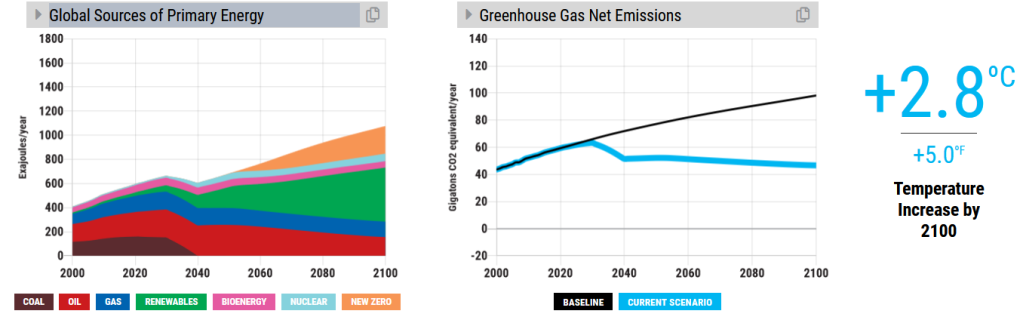 Global Sources of Primary Energy
Exajoules/year
1800
1600
1400
1200
1000
800
600
400
200
0
2000 2020 2040 2060 2080 2100
COAL OIL GAS RENEWABLES BIOENERGY NUCLEAR NEW ZERO
Greenhouse Gas Net Emissions
Gigatons CO2 equivalent/year
140
120
100
80
60
40
20
0
-20
2000 2020 2040 2060 2080 2100
BASELINE CURRENT SCENARIO
+2.8°C
+5.0°F
Temperature
Increase by
2100